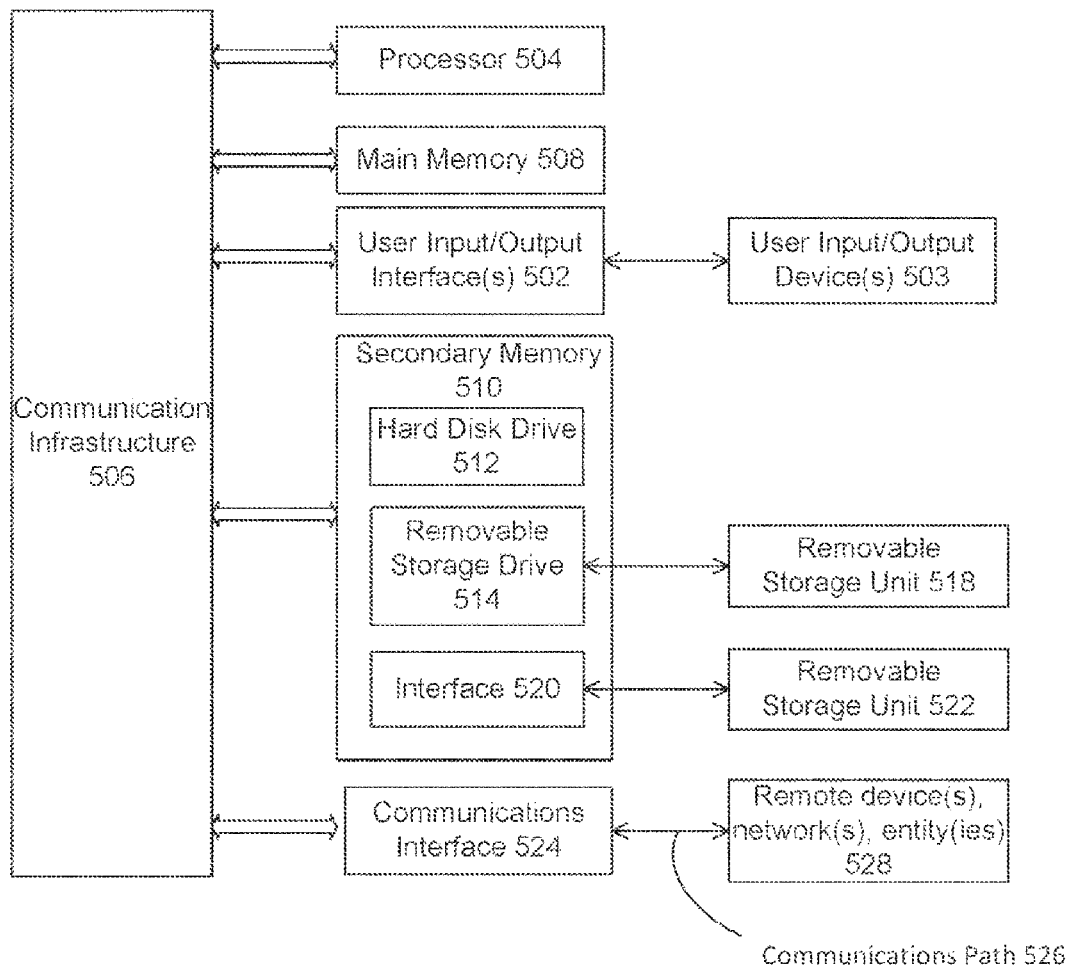 Processor 504
Main Memory 508
User Input/Output
Interface(s) 502
User Input/Output
Device(s) 503
Communication
Infrastructure
506
Secondary Memory
510
Hard Disk Drive
512
Removable
Storage Drive
514
Removable
Storage Unit 518
Interface 520
Removable
Storage Unit 522
Communications
Interface 524
Remote device(s),
network(s), entity(ies)
528
Communications Path 526